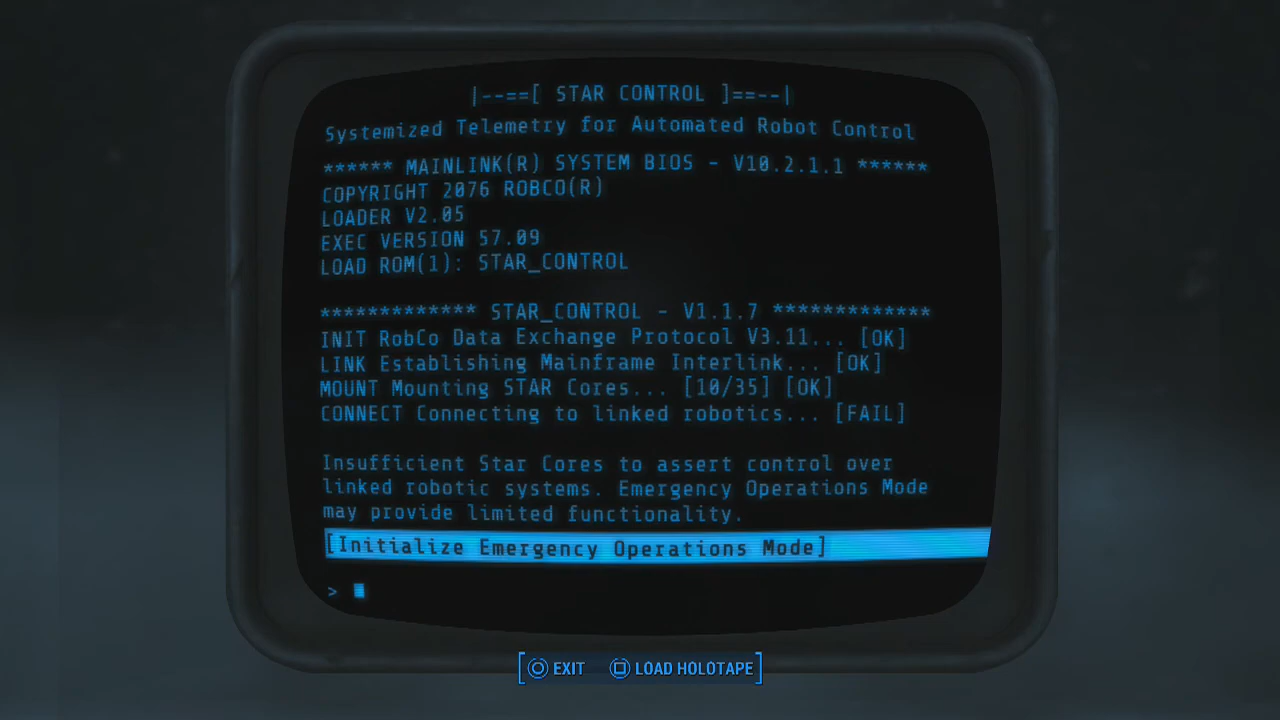 |--==[ STAR CONTROL ]==--|
Systemized Telemetry for Automated Robot Control
****** MAINLINK(R) SYSTEM BIOS - V10.2.1.1 ******
COPYRIGHT 2076 ROBCO(R)
LOADER V2.05
EXEC VERSION 57.09
LOAD ROM(1): STAR_CONTROL
************* STAR_CONTROL - V1.1.7 *************
INIT RobCo Data Exchange Protocol V3.11... [OK]
LINK Establishing Mainframe Interlink... [OK]
MOUNT Mounting STAR Cores... [10/35] [OK]
CONNECT Connecting to linked robotics... [FAIL]
Insufficient Star Cores to assert control over
linked robotic systems. Emergency Operations Mode
may provide limited functionality.
[Initialize Emergency Operations Mode]
>
EXIT LOAD HOLOTAPE